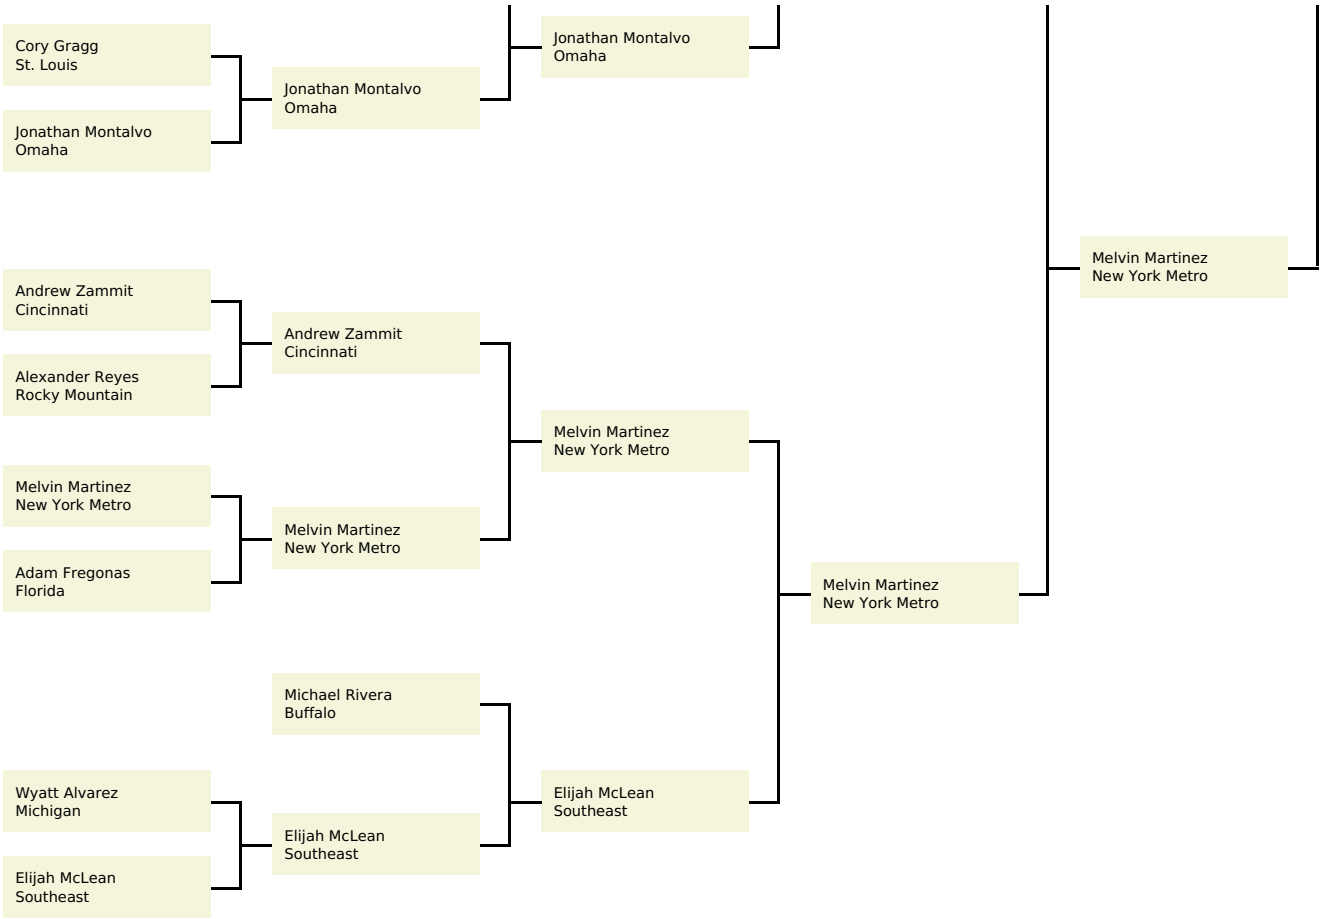 Cory Gragg
St. Louis
Jonathan Montalvo
Omaha
Andrew Zammit
Cincinnati
Alexander Reyes
Rocky Mountain
Melvin Martinez
New York Metro
Adam Fregonas
Florida
Wyatt Alvarez
Michigan
Elijah McLean
Southeast
Jonathan Montalvo
Omaha
Andrew Zammit
Cincinnati
Melvin Martinez
New York Metro
Michael Rivera
Buffalo
Elijah McLean
Southeast
Jonathan Montalvo
Omaha
Melvin Martinez
New York Metro
Elijah McLean
Southeast
Melvin Martinez
New York Metro
Melvin Martinez
New York Metro